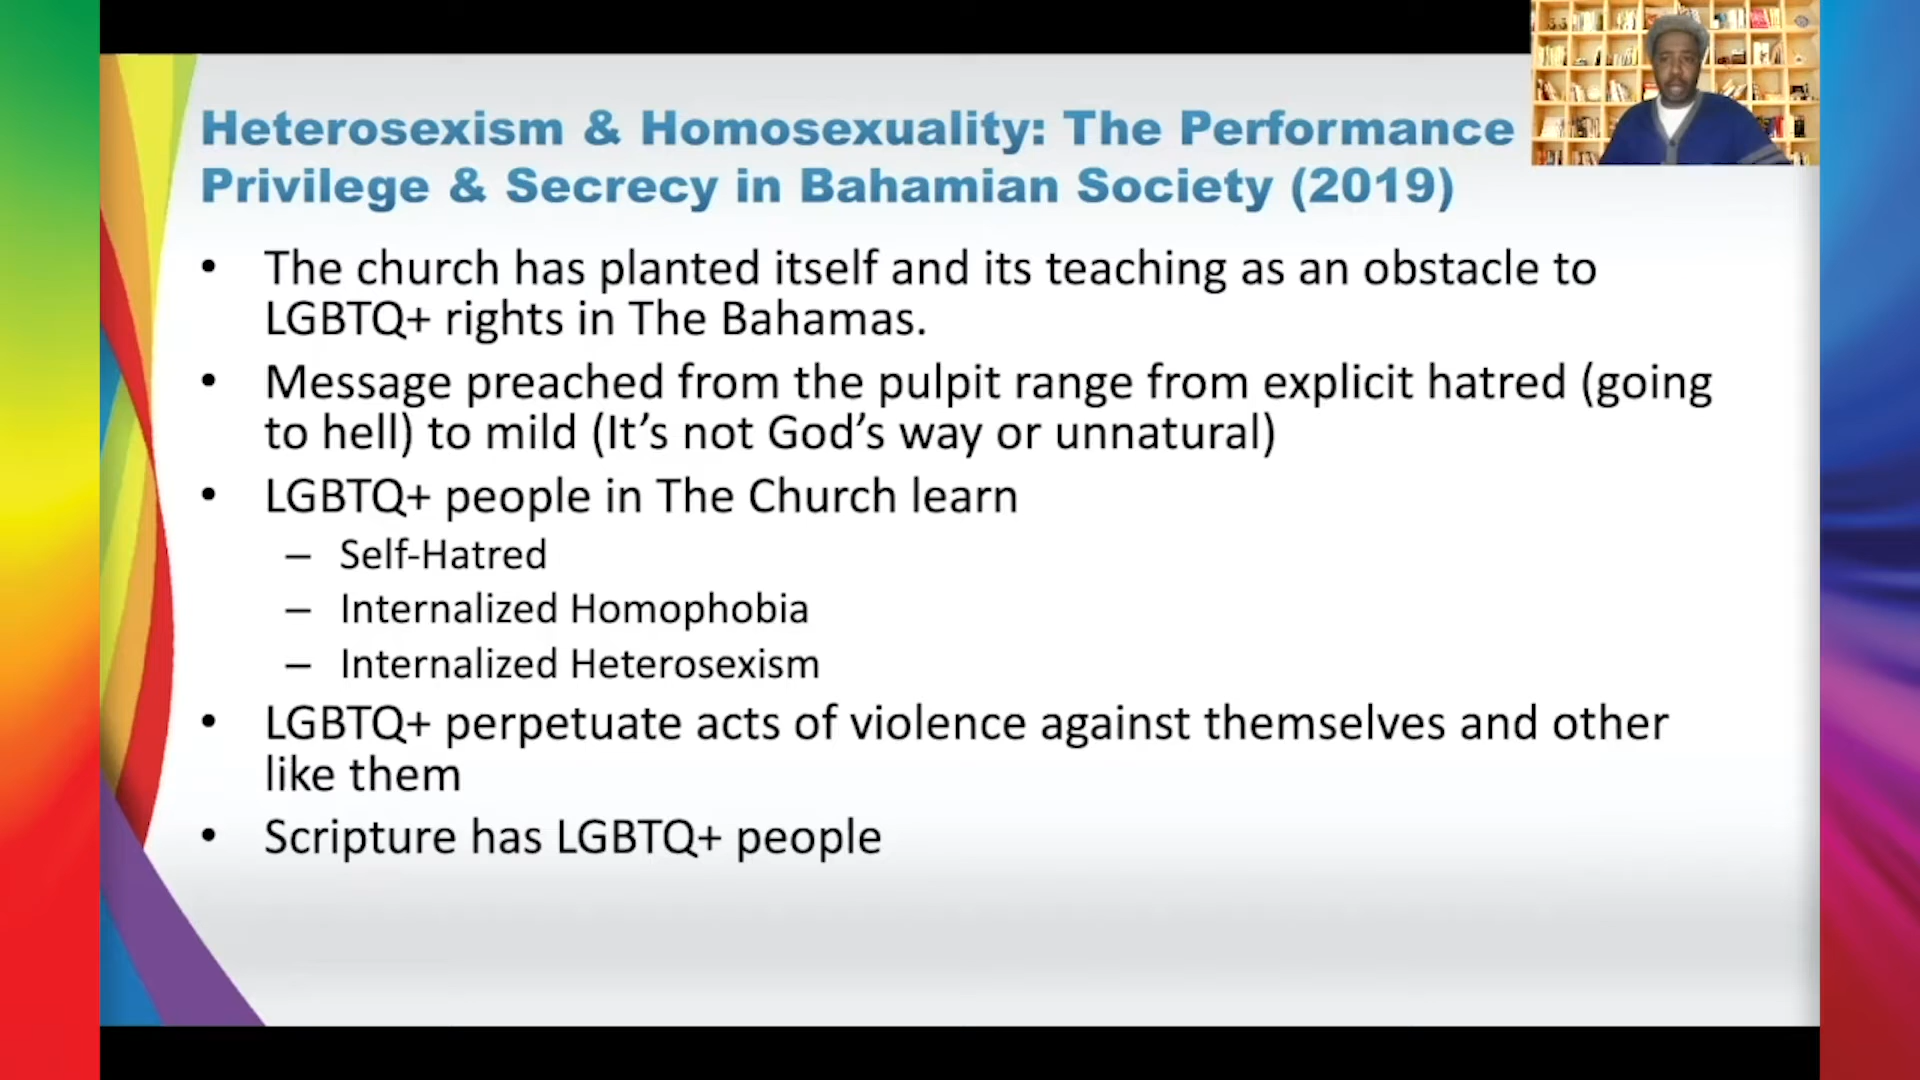 Heterosexism & Homosexuality: The Performance
Privilege & Secrecy in Bahamian Society (2019)
• The church has planted itself and its teaching as an obstacle to
LGBTQ+ rights in The Bahamas.
• Message preached from the pulpit range from explicit hatred (going
to hell) to mild (It’s not God’s way or unnatural)
• LGBTQ+ people in The Church learn
– Self-Hatred
– Internalized Homophobia
– Internalized Heterosexism
• LGBTQ+ perpetuate acts of violence against themselves and other
like them
• Scripture has LGBTQ+ people